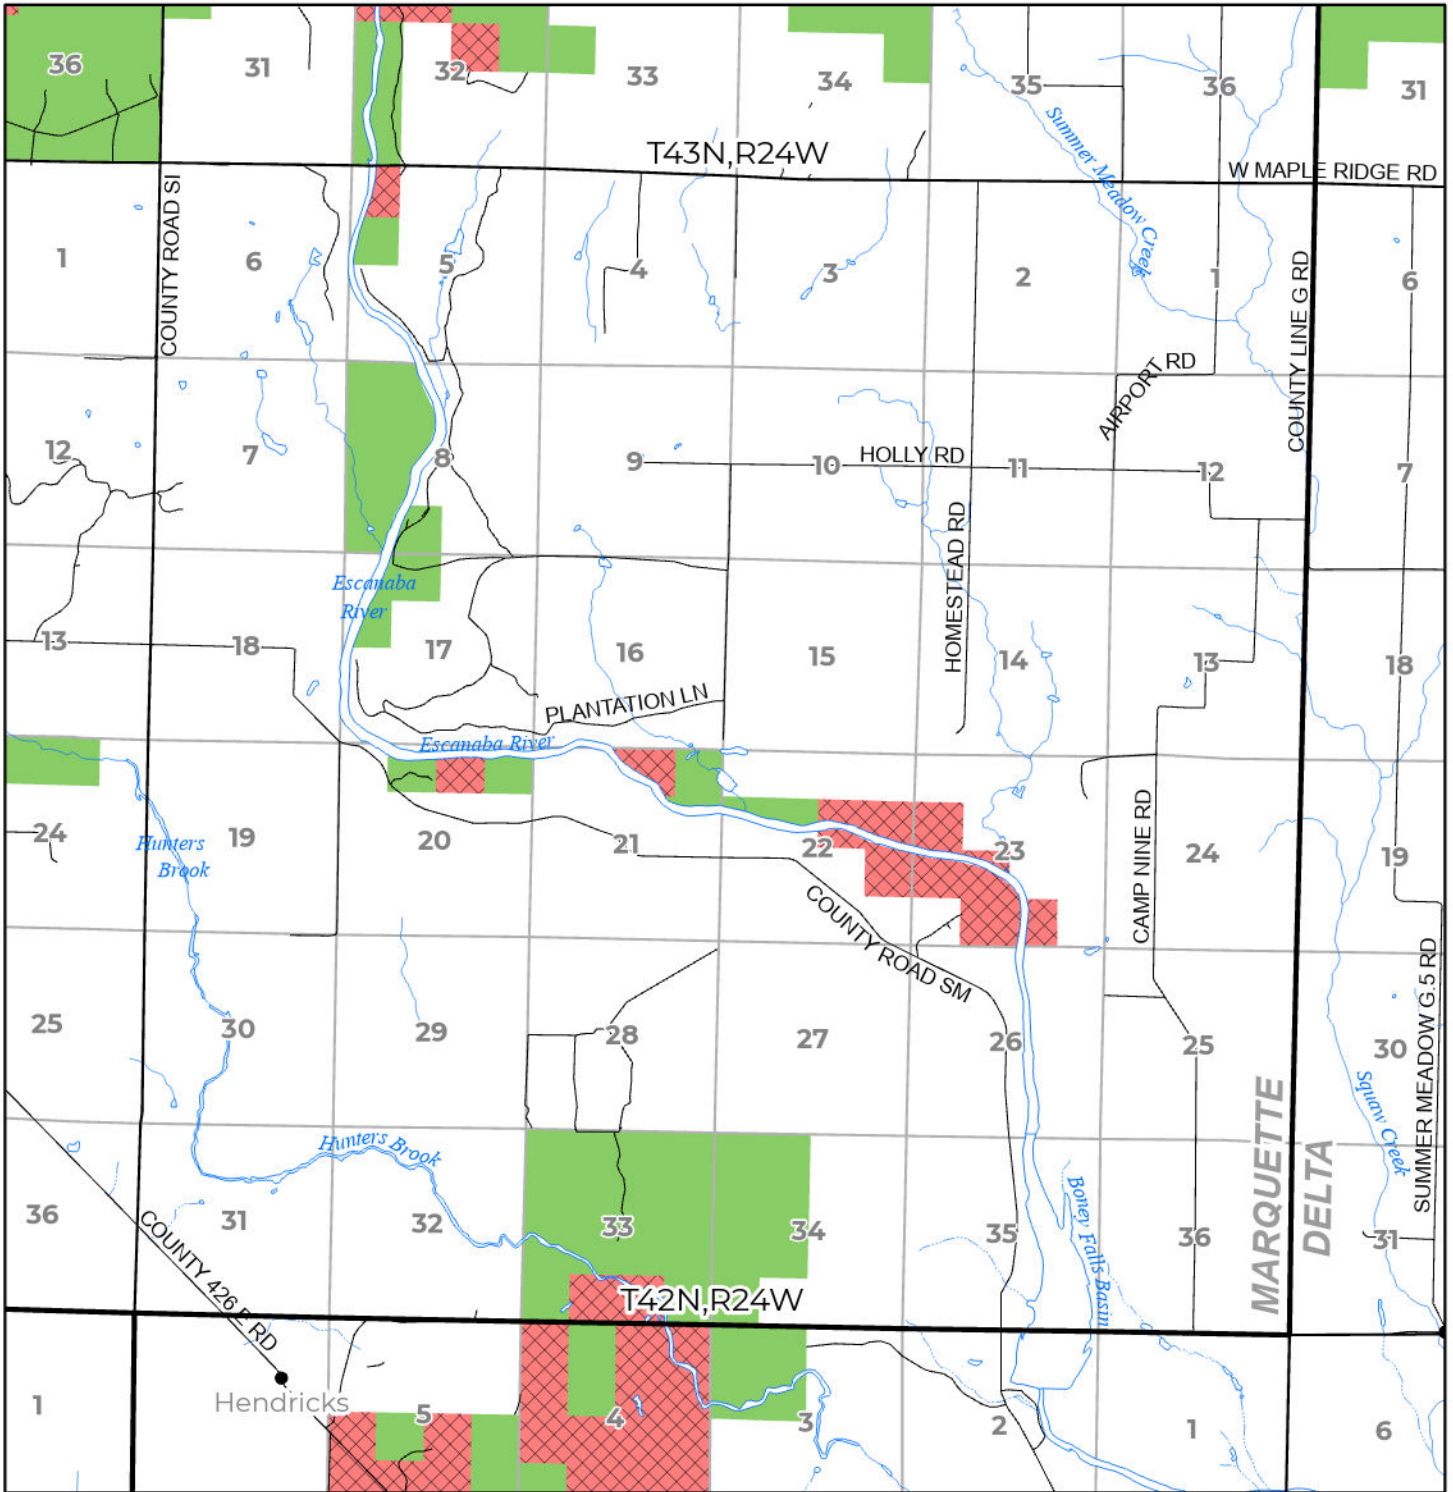 36
31
32
33
34
35
36
31
Summer Meadow Creek
T43N,R24W
W MAPLE RIDGE RD
COUNTY ROAD SI
1
6
5
4
3
2
1
6
COUNTY LINE G RD
AIRPORT RD
12
7
8
9
10
HOLLY RD
11
12
7
HOMESTEAD RD
Escanaba
River
13
18
17
16
15
14
13
18
PLANTATION LN
Escanaba River
24
Hunters
Brook
19
20
21
22
23
CAMP NINE RD
24
19
COUNTY ROAD SM
25
30
29
28
27
26
25
30
SUMMER MEADOW G.5 RD
Squaw Creek
Hunters Brook
MARQUETTE
DELTA
Boney Falls Basin
36
31
32
33
34
35
36
31
COUNTY 426 E RD
T42N,R24W
Hendricks
1
5
4
3
2
1
6